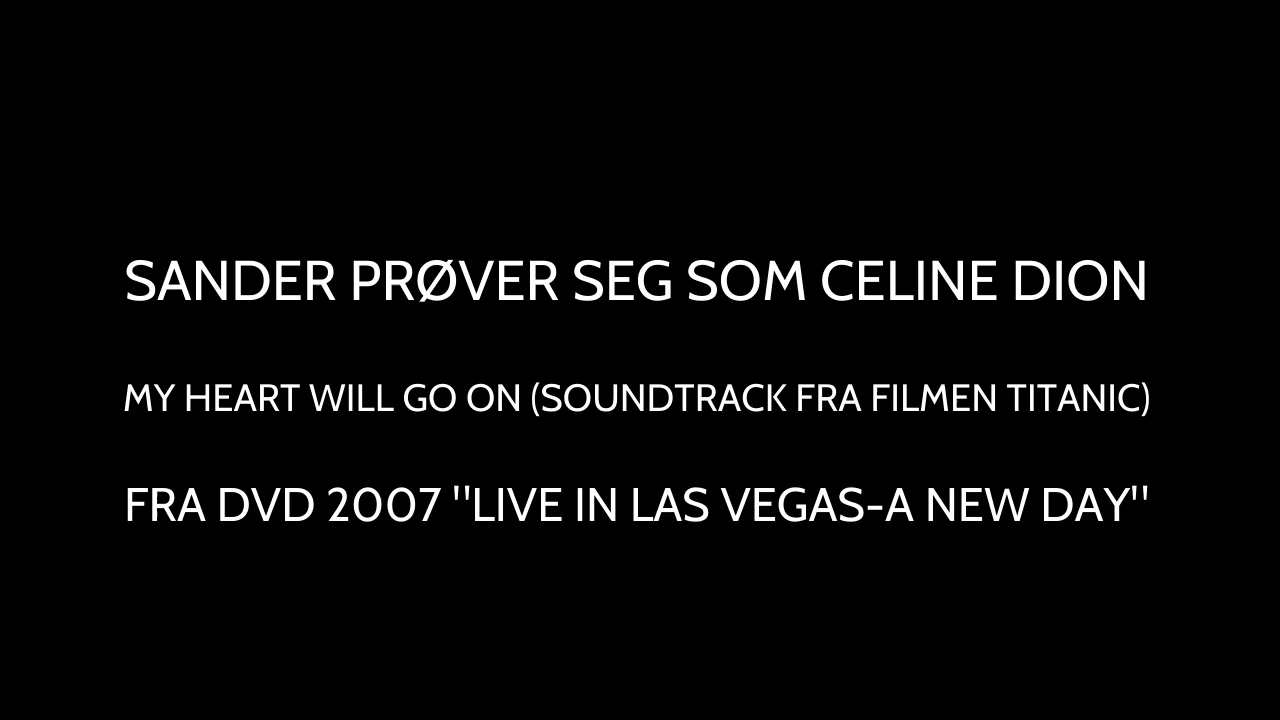 SANDER PRØVER SEG SOM CELINE DION
MY HEART WILL GO ON (SOUNDTRACK FRA FILMEN TITANIC)
FRA DVD 2007 "LIVE IN LAS VEGAS-A NEW DAY"